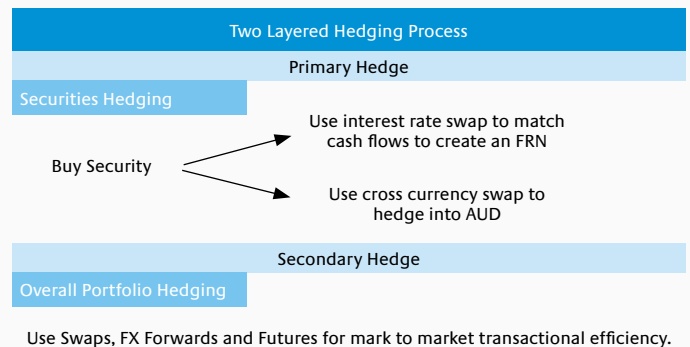 Two Layered Hedging Process
Primary Hedge
Securities Hedging
Use interest rate swap to match
cash flows to create an FRN
Buy Security
Use cross currency swap to
hedge into AUD
Secondary Hedge
Overall Portfolio Hedging
Use Swaps, FX Forwards and Futures for mark to market transactional efficiency.